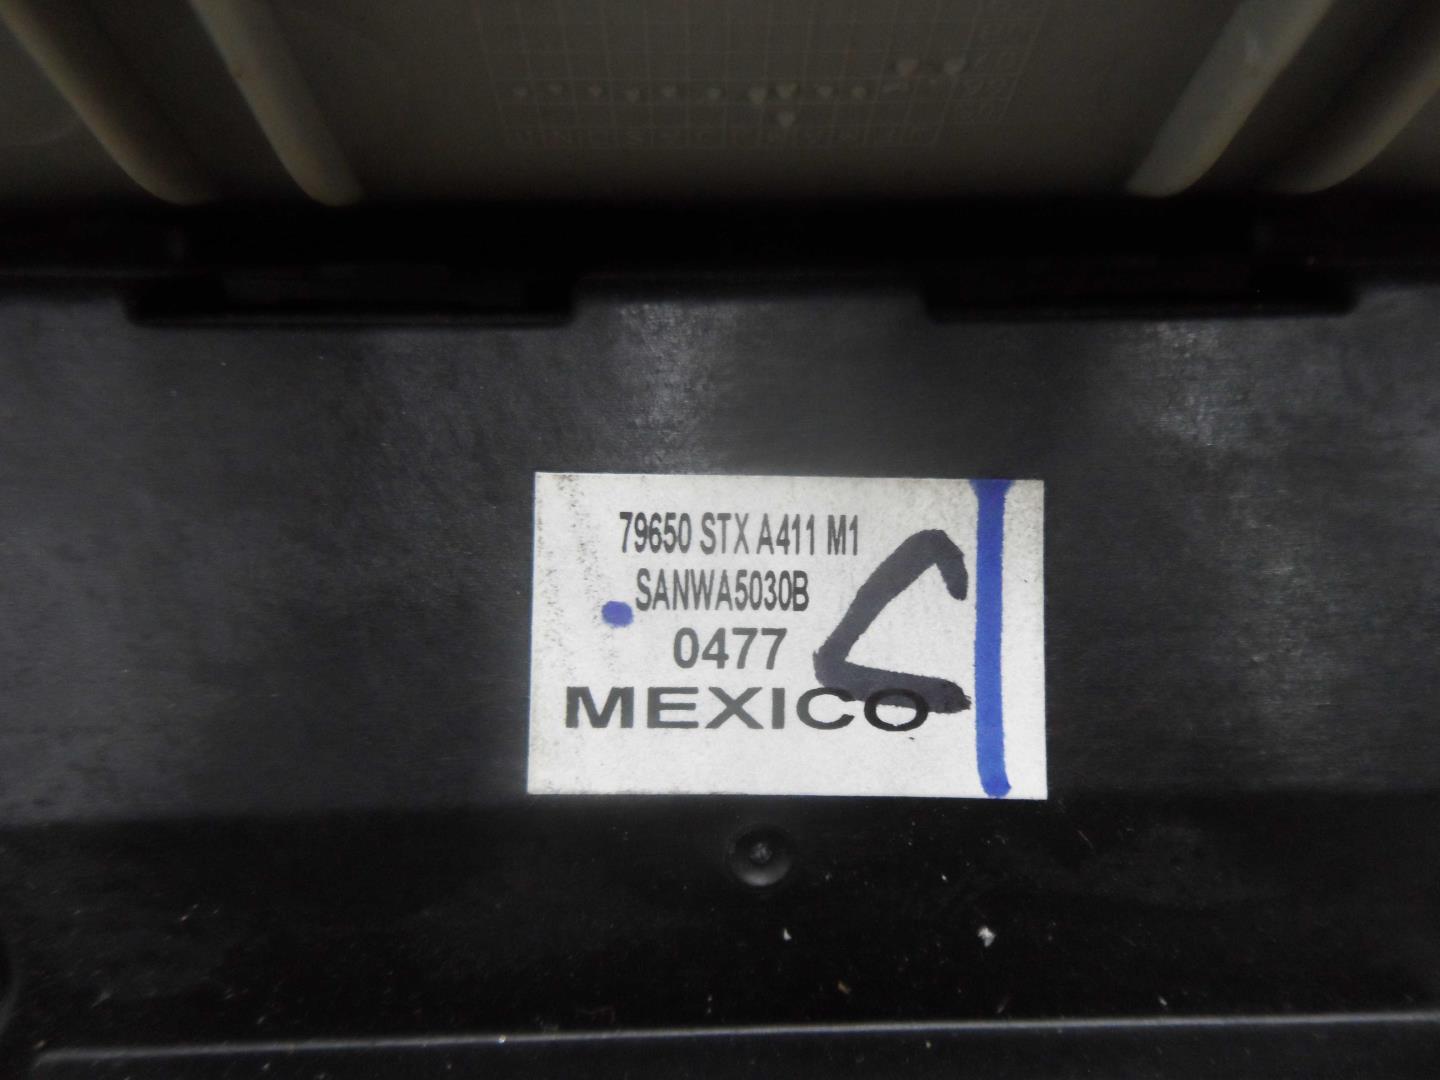 79650 STX A411 M1
SANWA5030B
0477
MEXICO